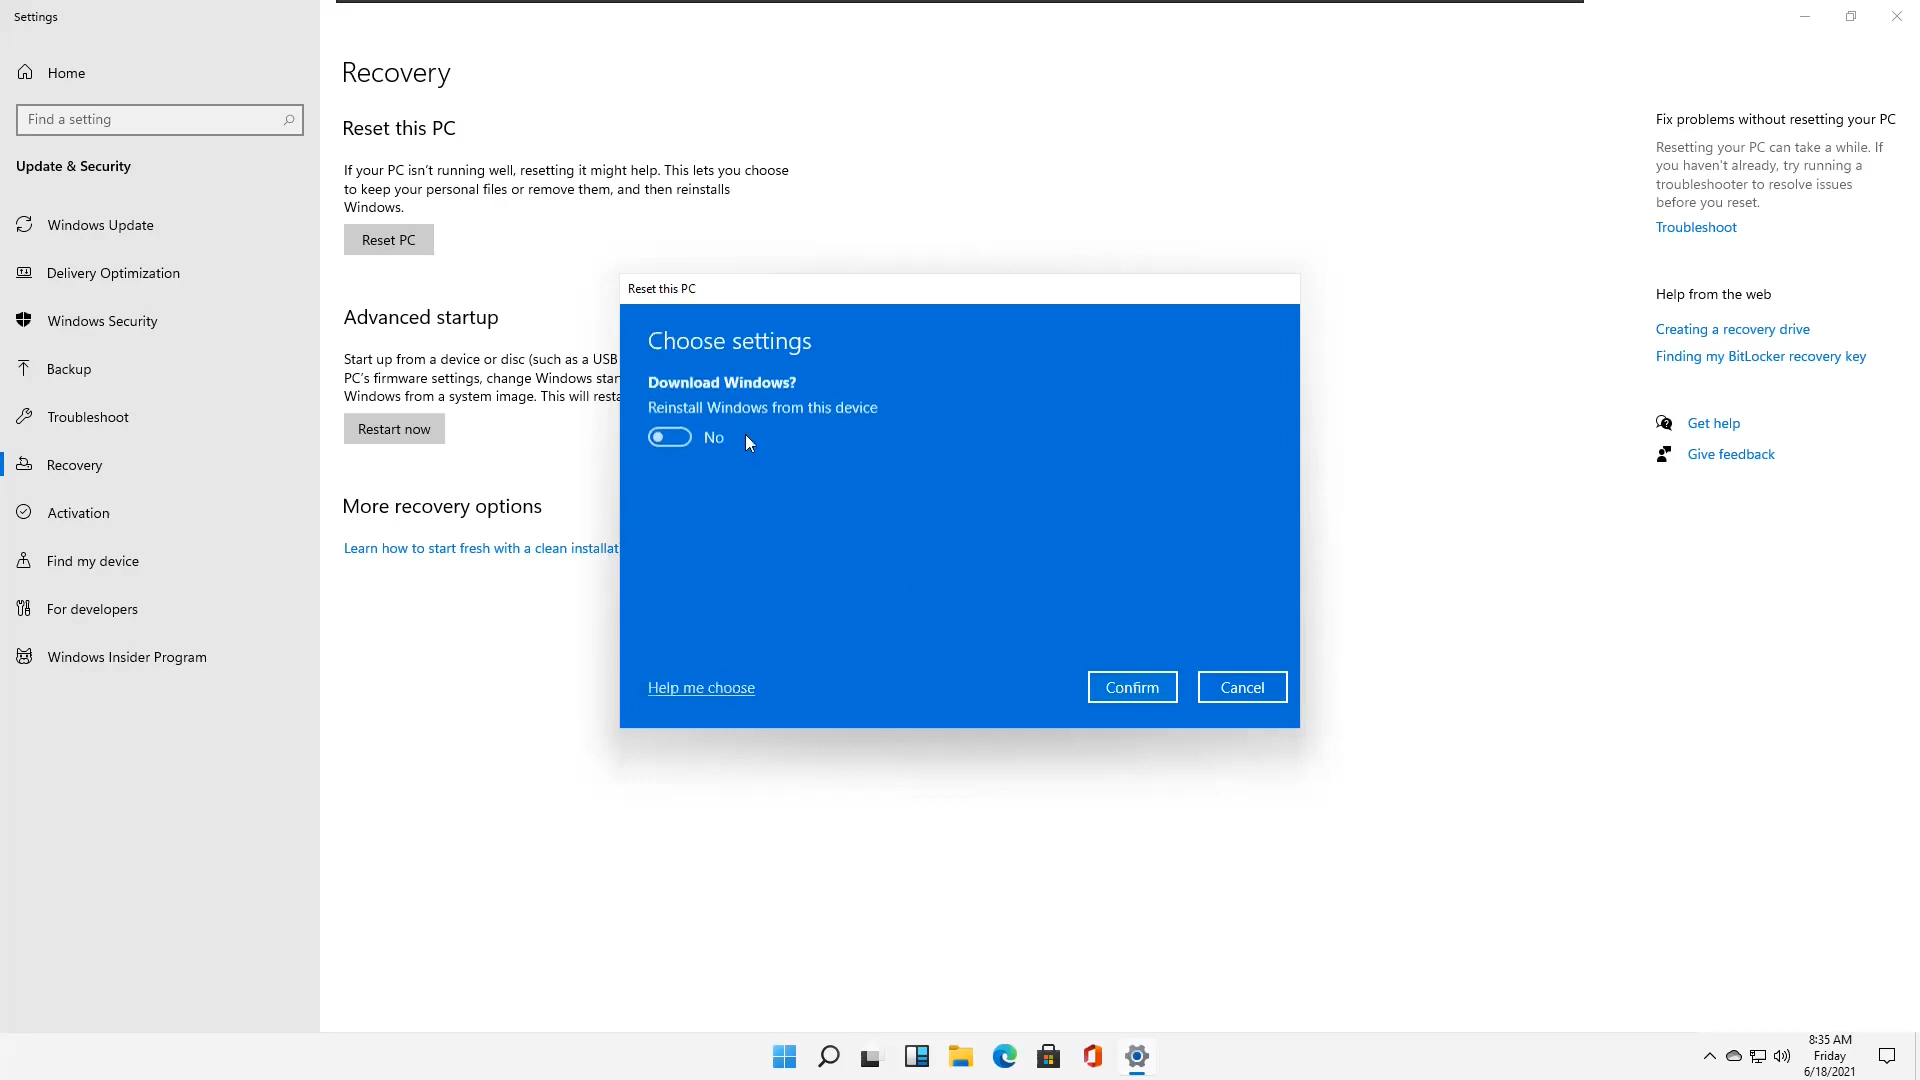 Settings
Home
Find a setting
Update & Security
Windows Update
Delivery Optimization
Windows Security
Backup
Troubleshoot
Recovery
Activation
Find my device
For developers
Windows Insider Program
Recovery
Reset this PC
If your PC isn't running well, resetting it might help. This lets you choose
to keep your personal files or remove them, and then reinstalls
Windows.
Reset PC
Advanced startup
Start up from a device or disc (such as a USB
PC's firmware settings, change Windows star
Windows from a system image. This will resta
Restart now
More recovery options
Learn how to start fresh with a clean installat
Reset this PC
Choose settings
Download Windows?
Reinstall Windows from this device
No
Help me choose
Confirm
Cancel
Fix problems without resetting your PC
Resetting your PC can take a while. If
you haven't already, try running a
troubleshooter to resolve issues
before you reset.
Troubleshoot
Help from the web
Creating a recovery drive
Finding my BitLocker recovery key
Get help
Give feedback
8:35 AM
Friday
6/18/2021